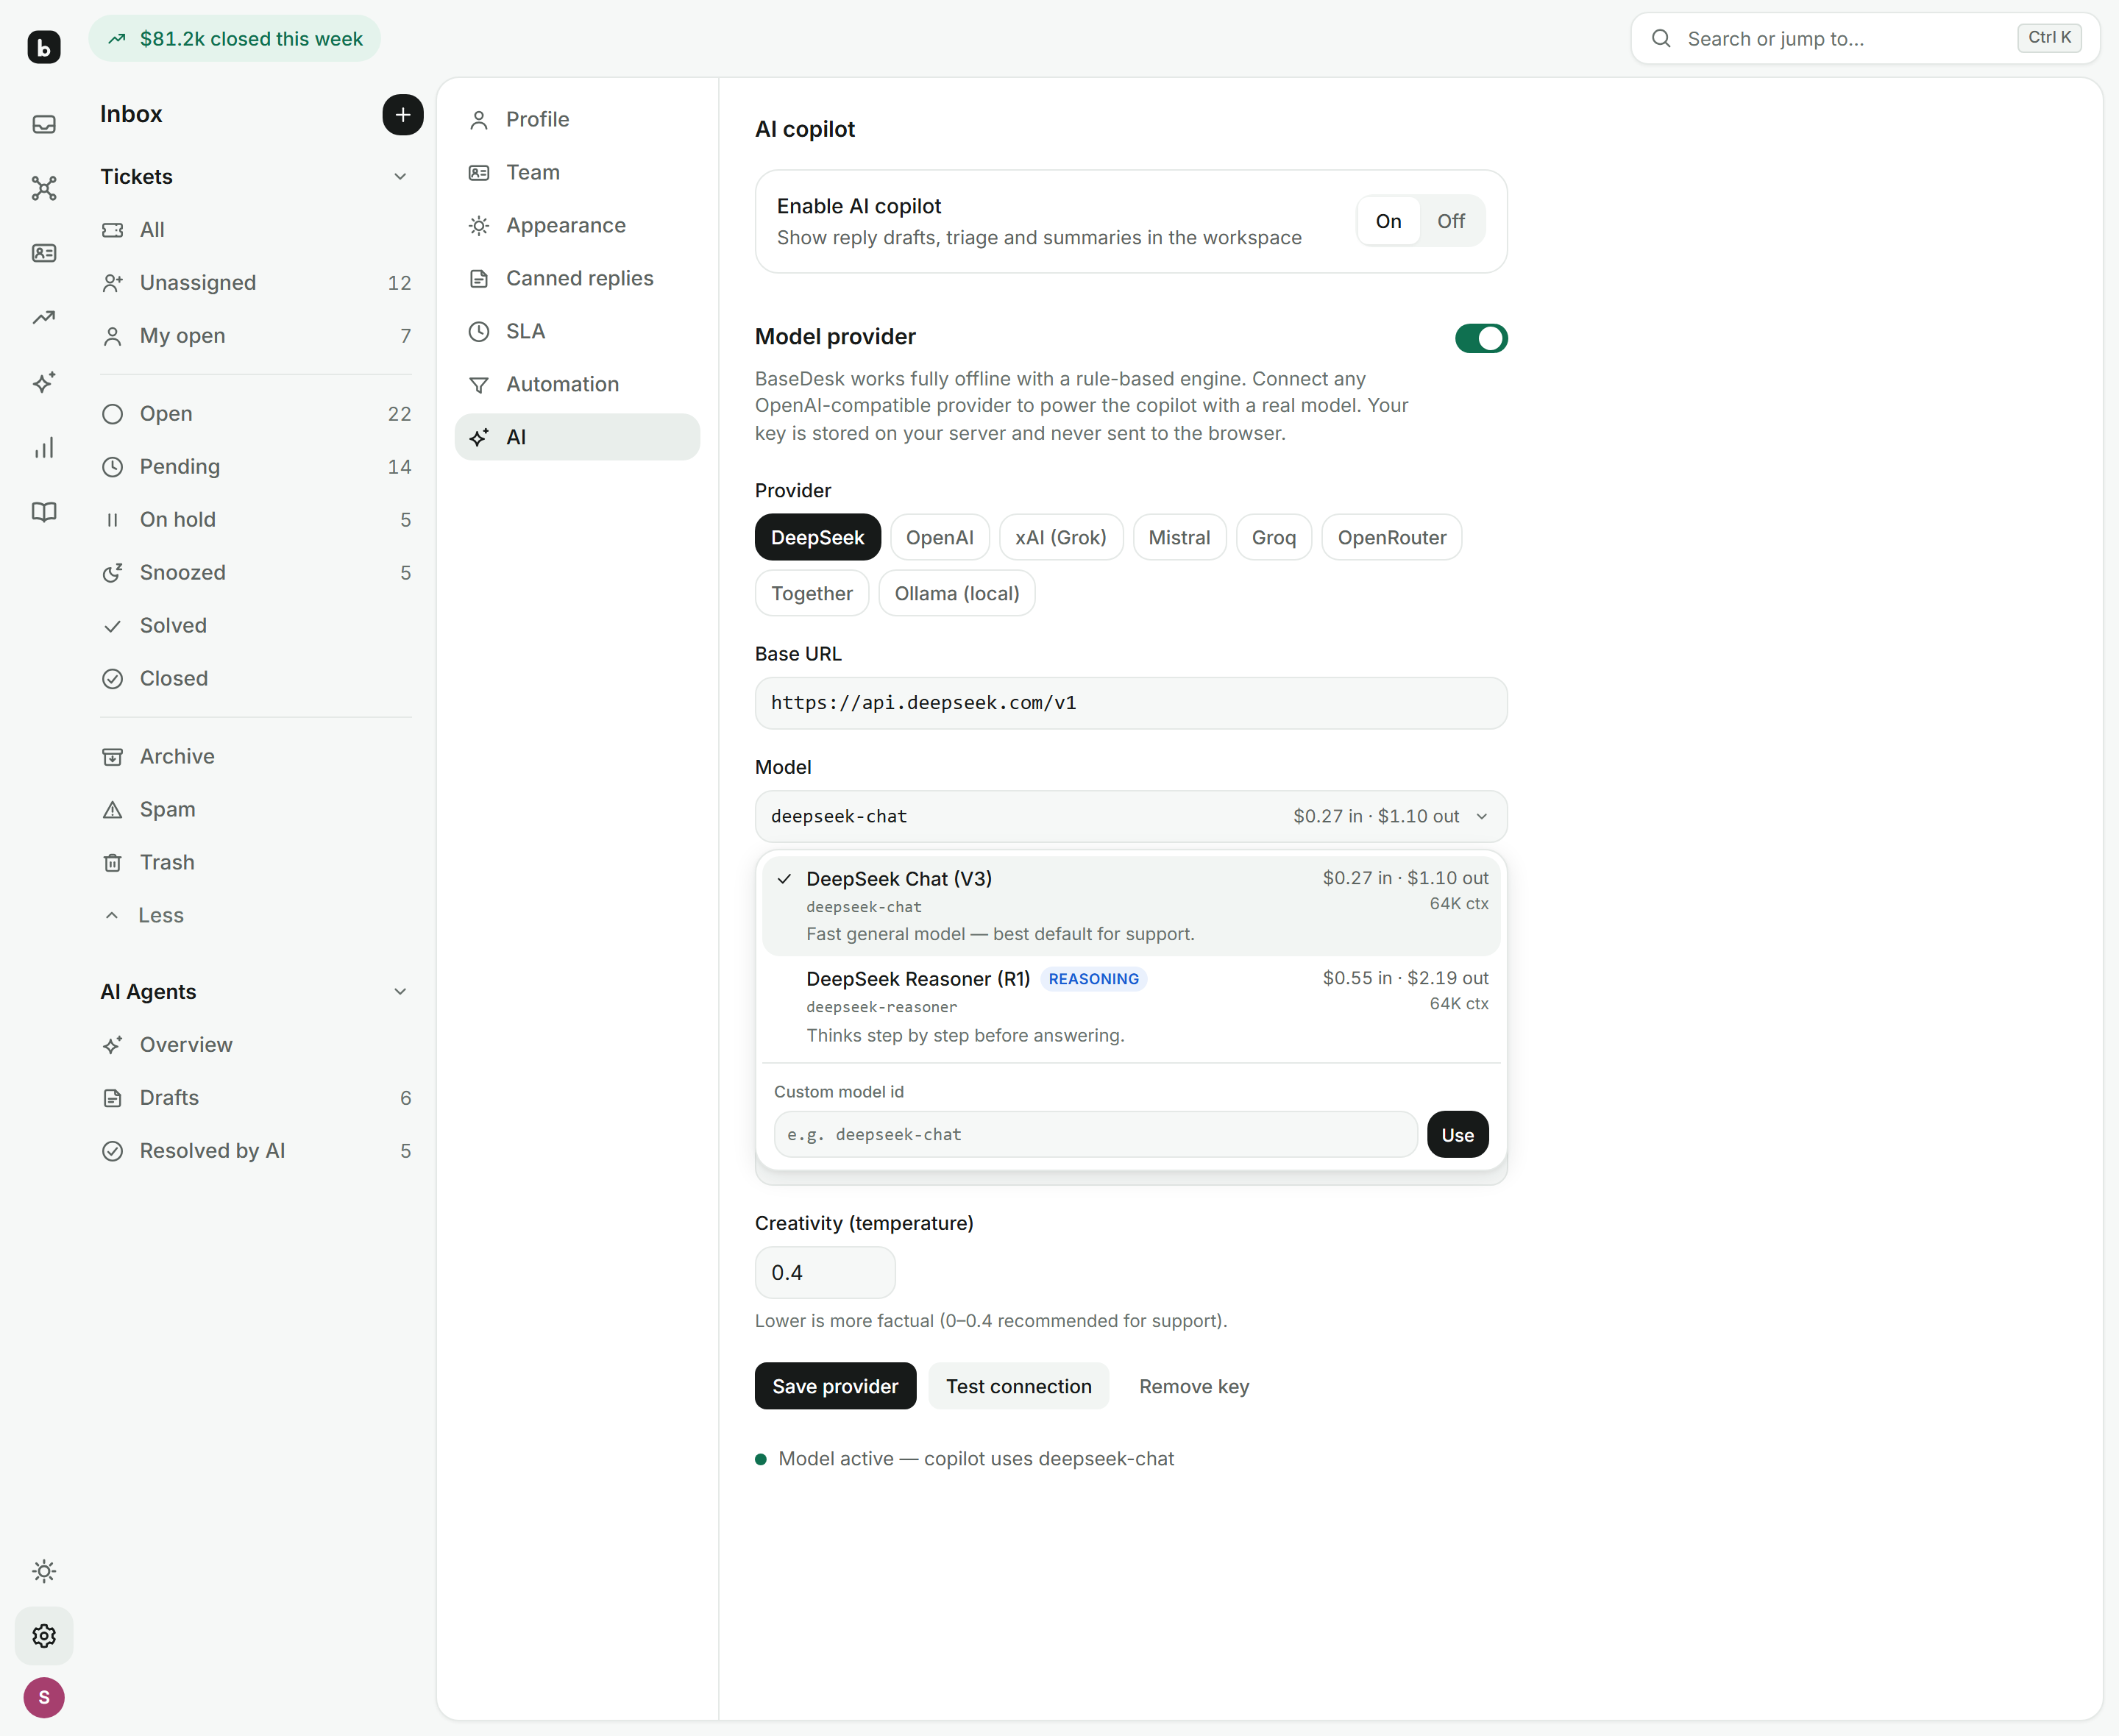 b
$81.2k closed this week
Search or jump to...
Ctrl K
Inbox
Tickets
All
Unassigned 12
My open 7
Open 22
Pending 14
On hold 5
Snoozed 5
Solved
Closed
Archive
Spam
Trash
Less
AI Agents
Overview
Drafts 6
Resolved by AI 5
S
Profile
Team
Appearance
Canned replies
SLA
Automation
AI
AI copilot
Enable AI copilot
Show reply drafts, triage and summaries in the workspace
On Off
Model provider
BaseDesk works fully offline with a rule-based engine. Connect any
OpenAI-compatible provider to power the copilot with a real model. Your
key is stored on your server and never sent to the browser.
Provider
DeepSeek OpenAI xAI (Grok) Mistral Groq OpenRouter
Together Ollama (local)
Base URL
https://api.deepseek.com/v1
Model
deepseek-chat $0.27 in · $1.10 out
DeepSeek Chat (V3) $0.27 in · $1.10 out
deepseek-chat 64K ctx
Fast general model — best default for support.
DeepSeek Reasoner (R1) REASONING $0.55 in · $2.19 out
deepseek-reasoner 64K ctx
Thinks step by step before answering.
Custom model id
e.g. deepseek-chat Use
Creativity (temperature)
0.4
Lower is more factual (0–0.4 recommended for support).
Save provider Test connection Remove key
Model active — copilot uses deepseek-chat